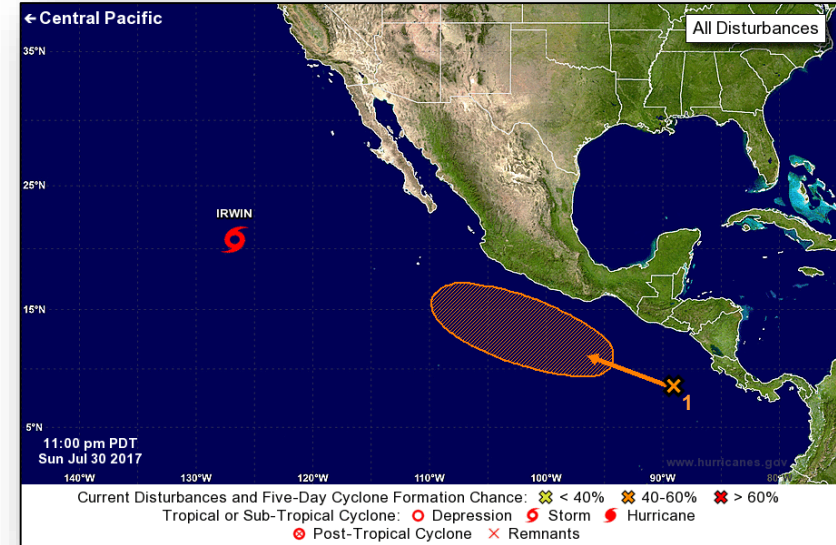 ←Central Pacific
All Disturbances
35°N
IRWIN
25°N
15°N
1
5°N
11:00 pm PDT
Sun Jul 30 2017
www.hurricanes.gov
140°W 130°W 120°W 110°W 100°W 90°W 80°W
Current Disturbances and Five-Day Cyclone Formation Chance: < 40% 40-60% > 60%
Tropical or Sub-Tropical Cyclone: Depression Storm Hurricane
Post-Tropical Cyclone Remnants